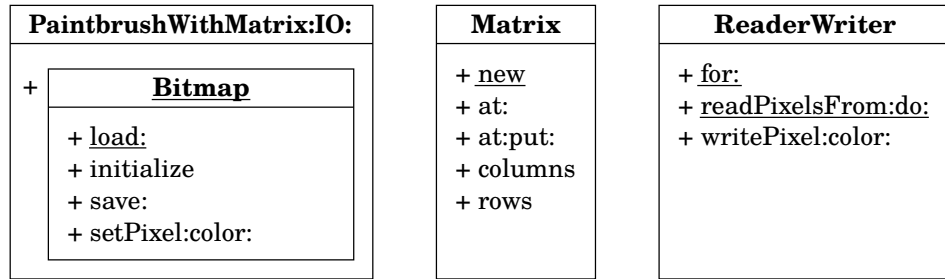 PaintbrushWithMatrix:IO:
+ Bitmap
+ load:
+ initialize
+ save:
+ setPixel:color:
Matrix
+ new
+ at:
+ at:put:
+ columns
+ rows
ReaderWriter
+ for:
+ readPixelsFrom:do:
+ writePixel:color: